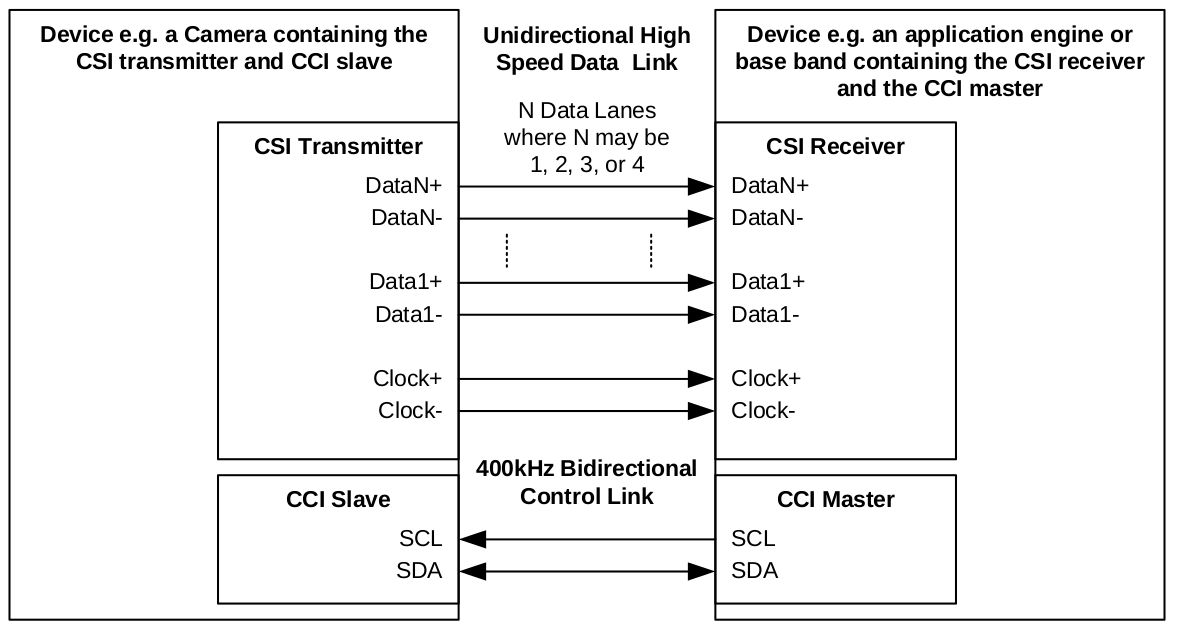 Device e.g. a Camera containing the
CSI transmitter and CCI slave
Unidirectional High
Speed Data Link
N Data Lanes
where N may be
1, 2, 3, or 4
Device e.g. an application engine or
base band containing the CSI receiver
and the CCI master
CSI Transmitter
DataN+
DataN-
Data1+
Data1-
Clock+
Clock-
CSI Receiver
DataN+
DataN-
Data1+
Data1-
Clock+
Clock-
400kHz Bidirectional
Control Link
CCI Slave
SCL
SDA
CCI Master
SCL
SDA